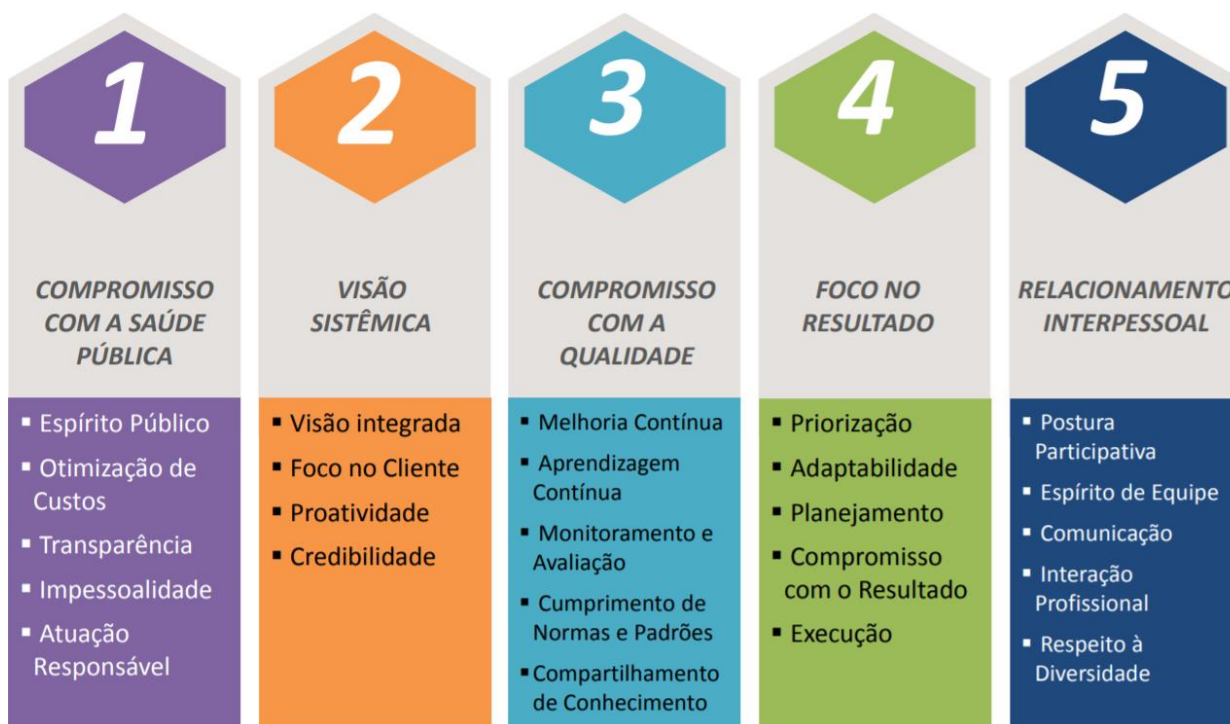 1
COMPROMISSO
COM A SAÚDE
PÚBLICA
▪ Espírito Público
▪ Otimização de
Custos
▪ Transparência
▪ Impessoalidade
▪ Atuação
Responsável
2
VISÃO
SISTÊMICA
▪ Visão integrada
▪ Foco no Cliente
▪ Proatividade
▪ Credibilidade
3
COMPROMISSO
COM A
QUALIDADE
▪ Melhoria Contínua
▪ Aprendizagem
Contínua
▪ Monitoramento e
Avaliação
▪ Cumprimento de
Normas e Padrões
▪ Compartilhamento
de Conhecimento
4
FOCO NO
RESULTADO
▪ Priorização
▪ Adaptabilidade
▪ Planejamento
▪ Compromisso
com o Resultado
▪ Execução
5
RELACIONAMENTO
INTERPESSOAL
▪ Postura
Participativa
▪ Espírito de Equipe
▪ Comunicação
▪ Interação
Profissional
▪ Respeito à
Diversidade